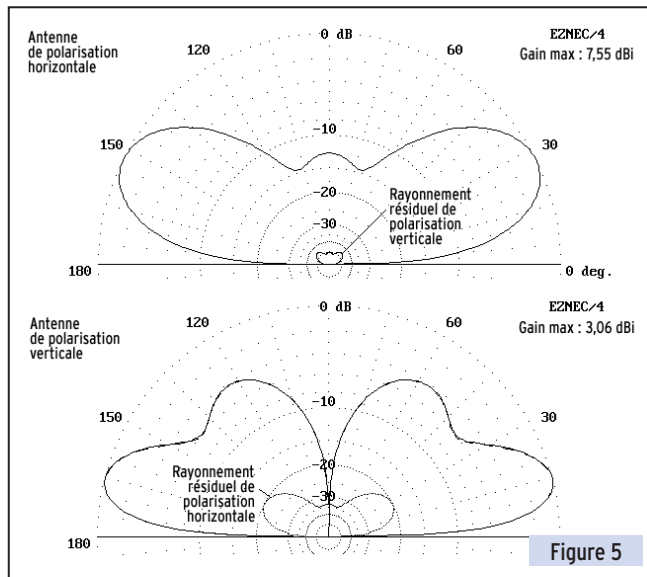 Antenne
de polarisation
horizontale
120
0 dB
60
EZNEC/4
Gain max : 7,55 dBi
150
-10
30
-20
-30
Rayonnement
résiduel de
polarisation
verticale
180
0 deg.
Antenne
de polarisation
verticale
120
0 dB
60
EZNEC/4
Gain max : 3,06 dBi
150
-10
30
20
30
Rayonnement
résiduel de
polarisation
horizontale
180
Figure 5